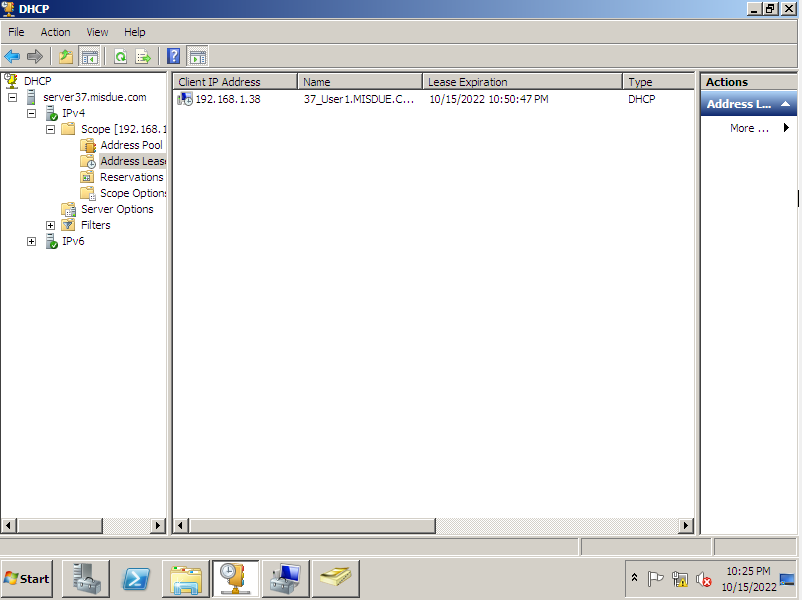 DHCP
File Action View Help
DHCP
server37.misdue.com
IPv4
Scope [192.168.1
Address Pool
Address Lease
Reservations
Scope Options
Server Options
Filters
IPv6
Client IP Address Name Lease Expiration Type
192.168.1.38 37_User1.MISDUE.C... 10/15/2022 10:50:47 PM DHCP
Actions
Address L...
More ...
Start
10:25 PM
10/15/2022